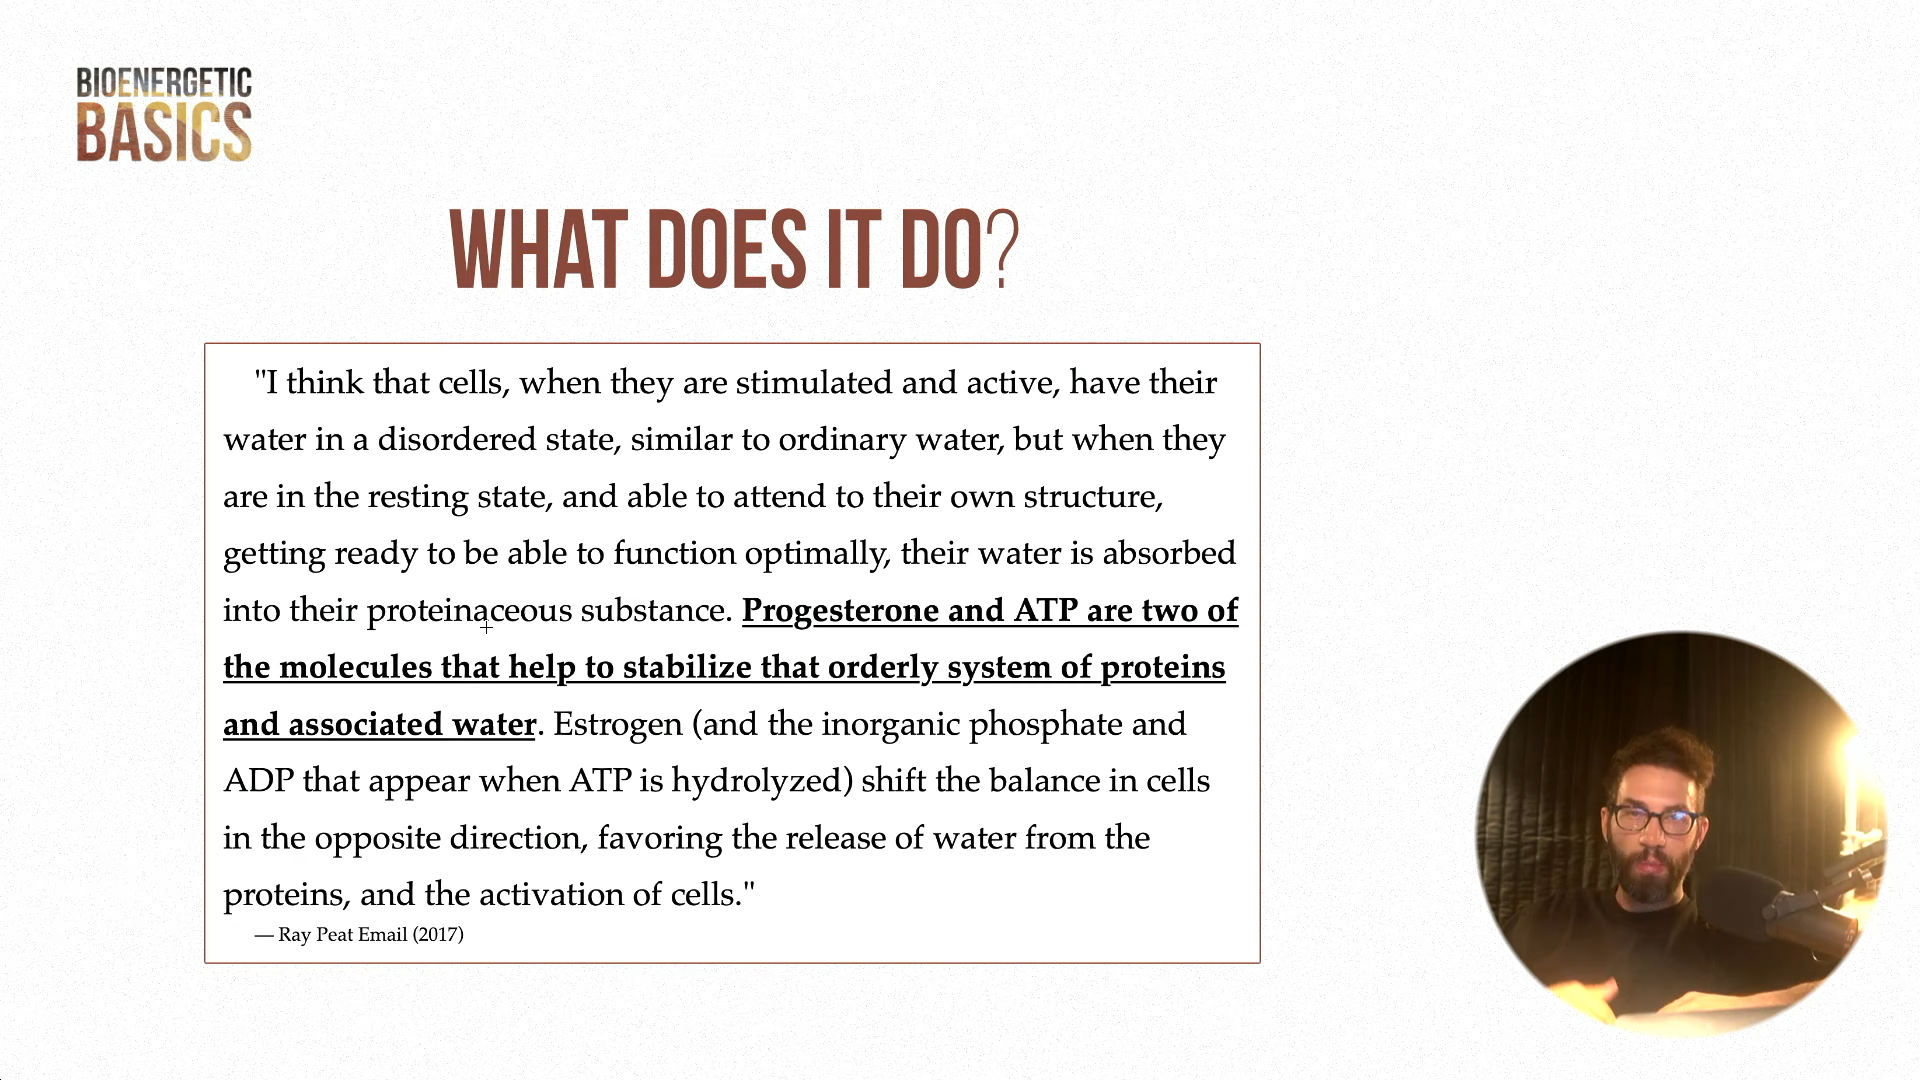 BIOENERGETIC
BASICS
WHAT DOES IT DO?
"I think that cells, when they are stimulated and active, have their
water in a disordered state, similar to ordinary water, but when they
are in the resting state, and able to attend to their own structure,
getting ready to be able to function optimally, their water is absorbed
into their proteinaceous substance. Progesterone and ATP are two of
the molecules that help to stabilize that orderly system of proteins
and associated water. Estrogen (and the inorganic phosphate and
ADP that appear when ATP is hydrolyzed) shift the balance in cells
in the opposite direction, favoring the release of water from the
proteins, and the activation of cells."
— Ray Peat Email (2017)